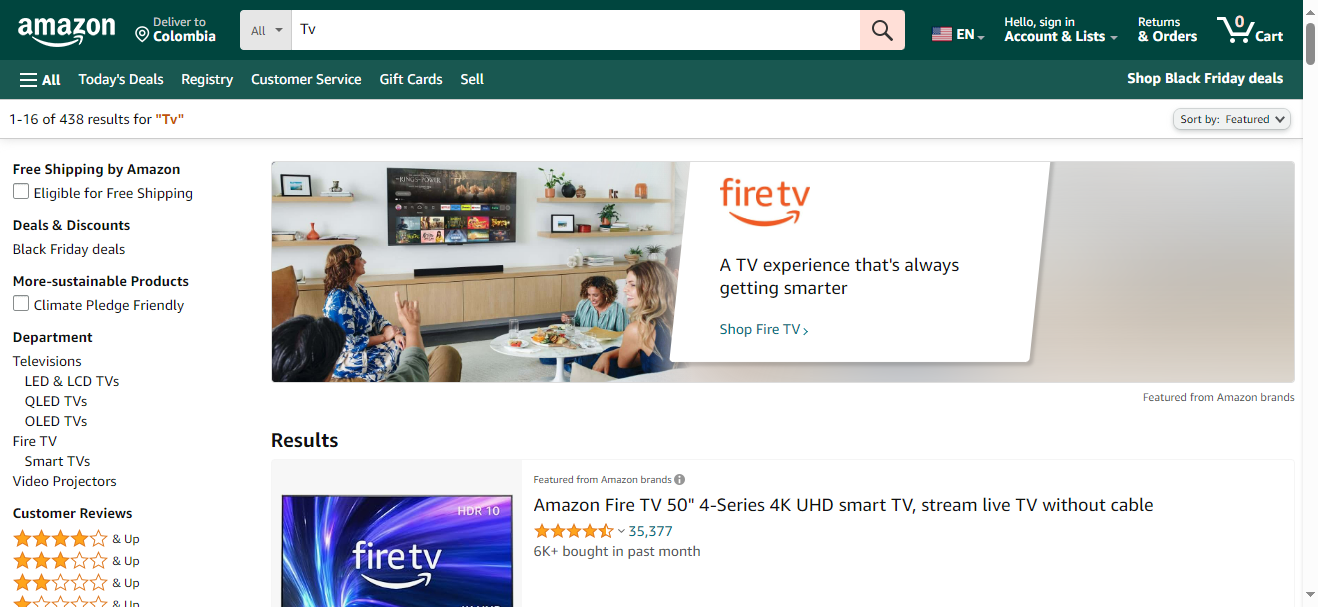 amazon
Deliver to
Colombia
All
Tv
EN
Hello, sign in
Account & Lists
Returns
& Orders
0
Cart
All
Today's Deals
Registry
Customer Service
Gift Cards
Sell
Shop Black Friday deals
1-16 of 438 results for "Tv"
Sort by: Featured
Free Shipping by Amazon
Eligible for Free Shipping
Deals & Discounts
Black Friday deals
More-sustainable Products
Climate Pledge Friendly
Department
Televisions
LED & LCD TVs
QLED TVs
OLED TVs
Fire TV
Smart TVs
Video Projectors
Customer Reviews
& Up
& Up
& Up
& Up
fire tv
A TV experience that's always
getting smarter
Shop Fire TV
Featured from Amazon brands
Results
HDR 10
fire tv
Featured from Amazon brands
Amazon Fire TV 50" 4-Series 4K UHD smart TV, stream live TV without cable
35,377
6K+ bought in past month